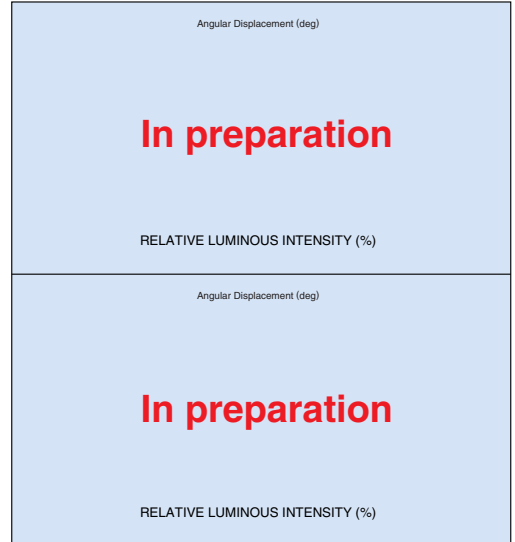 Angular Displacement (deg)
In preparation
RELATIVE LUMINOUS INTENSITY (%)
Angular Displacement (deg)
In preparation
RELATIVE LUMINOUS INTENSITY (%)